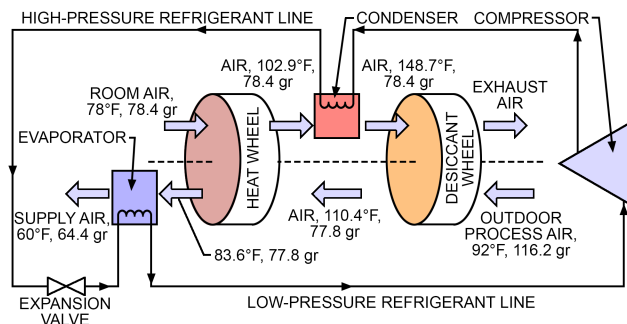 HIGH-PRESSURE REFRIGERANT LINE
CONDENSER
COMPRESSOR
ROOM AIR,
78°F, 78.4 gr
AIR, 102.9°F,
78.4 gr
AIR, 148.7°F,
78.4 gr
EXHAUST
AIR
EVAPORATOR
HEAT WHEEL
DESICCANT
WHEEL
SUPPLY AIR,
60°F, 64.4 gr
83.6°F, 77.8 gr
AIR, 110.4°F,
77.8 gr
OUTDOOR
PROCESS AIR,
92°F, 116.2 gr
EXPANSION
VALVE
LOW-PRESSURE REFRIGERANT LINE